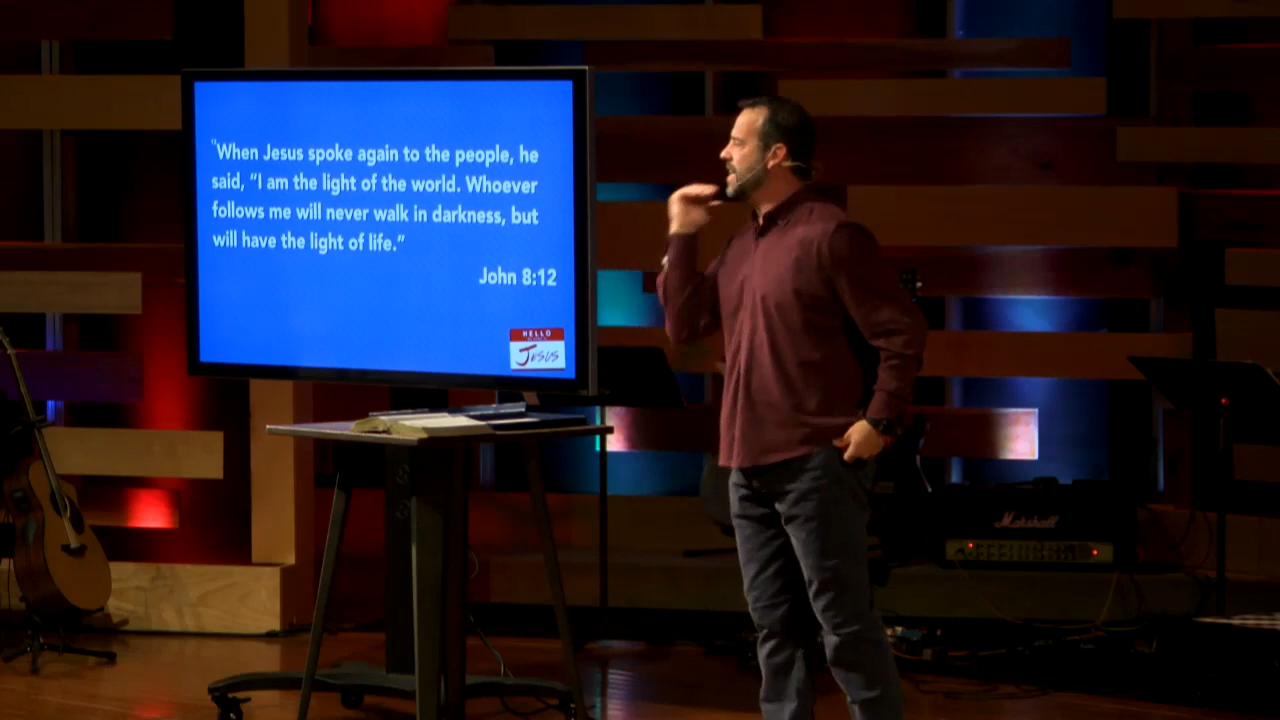 “When Jesus spoke again to the people, he
said, “I am the light of the world. Whoever
follows me will never walk in darkness, but
will have the light of life.”
John 8:12
HELLO
Jesus
Marshall